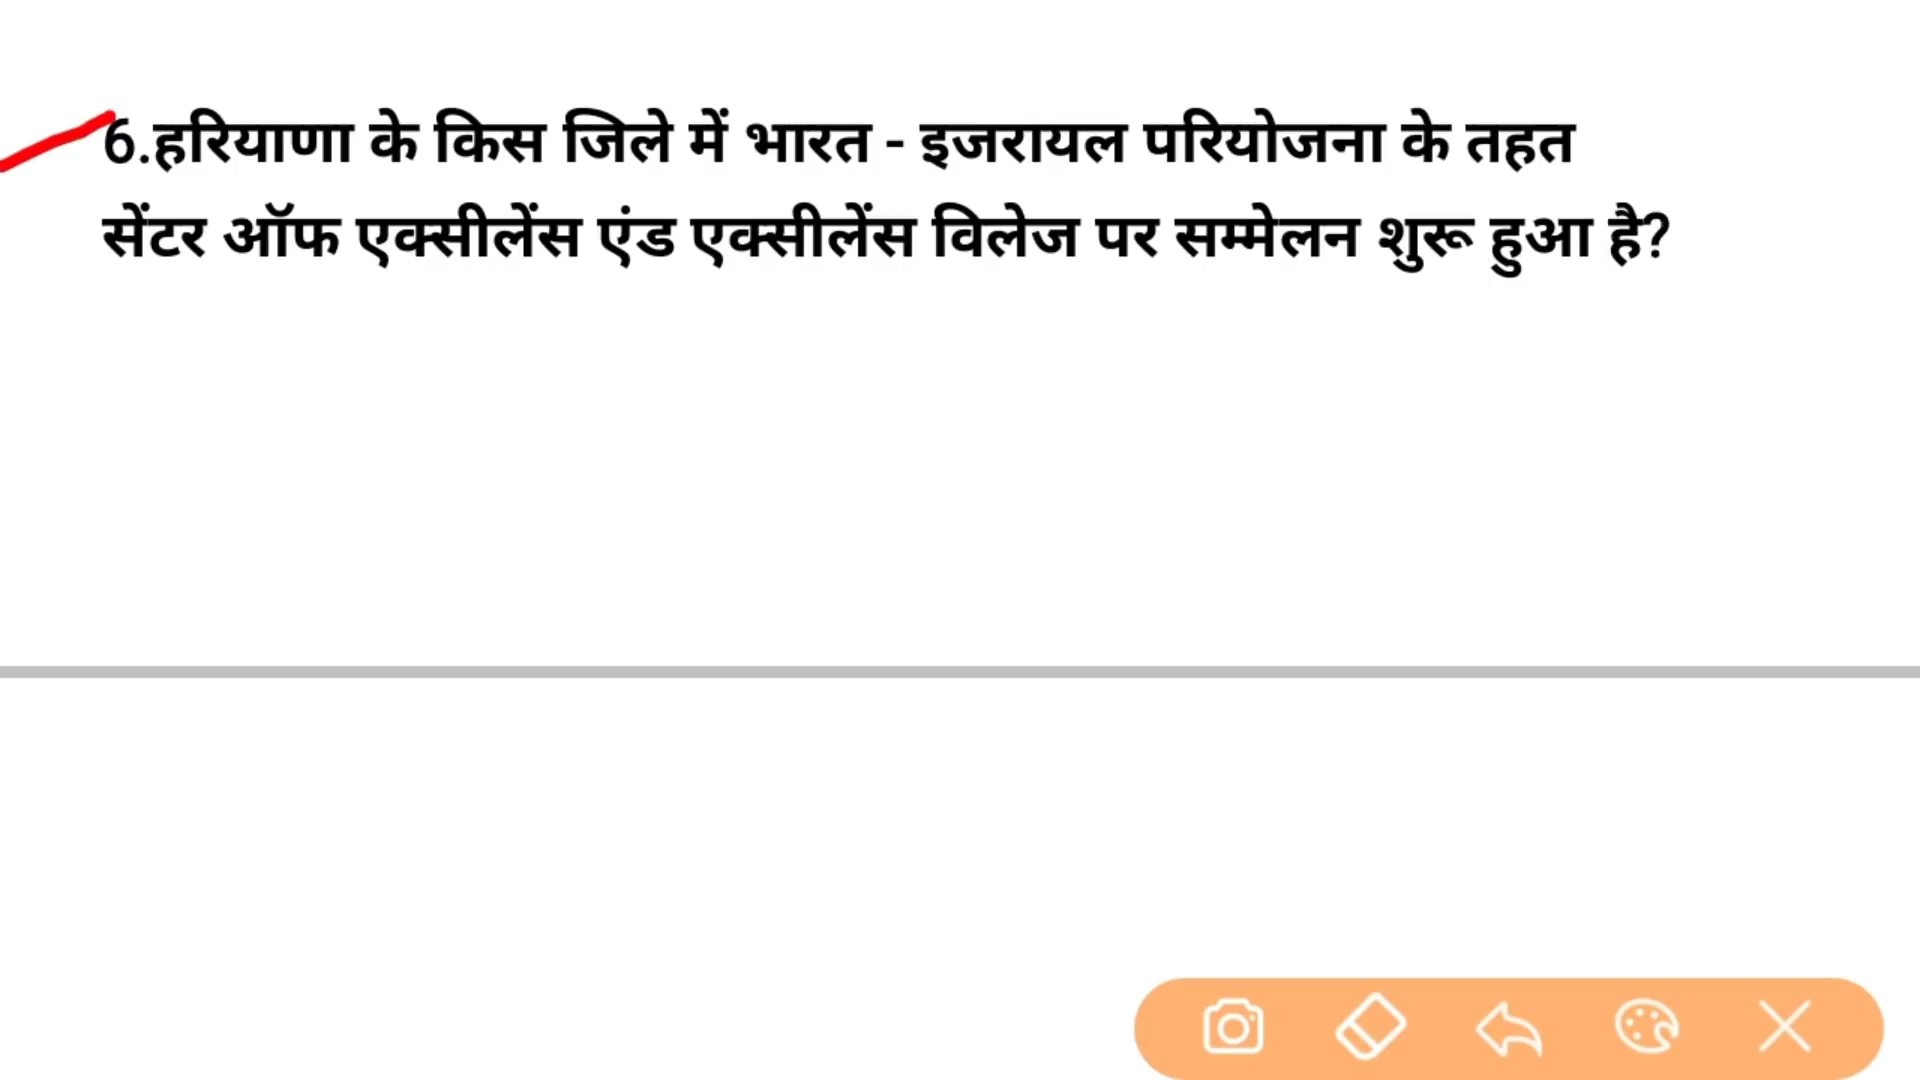 6.हरियाणा के किस जिले में भारत - इजरायल परियोजना के तहत
सेंटर ऑफ एक्सीलेंस एंड एक्सीलेंस विलेज पर सम्मेलन शुरू हुआ है?